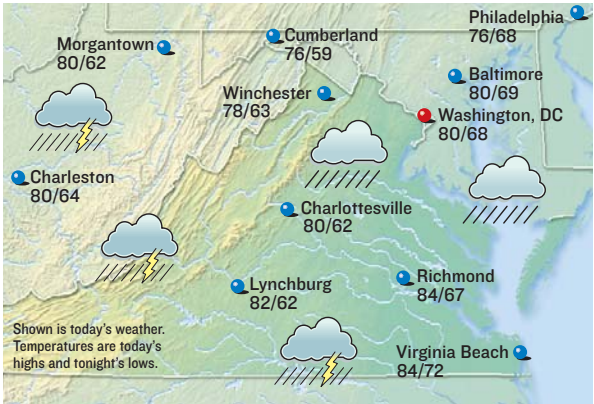 Philadelphia
76/68
Cumberland
76/59
Morgantown
80/62
Baltimore
80/69
Winchester
78/63
Washington, DC
80/68
Charleston
80/64
Charlottesville
80/62
Richmond
84/67
Lynchburg
82/62
Shown is today's weather.
Temperatures are today's
highs and tonight's lows.
Virginia Beach
84/72